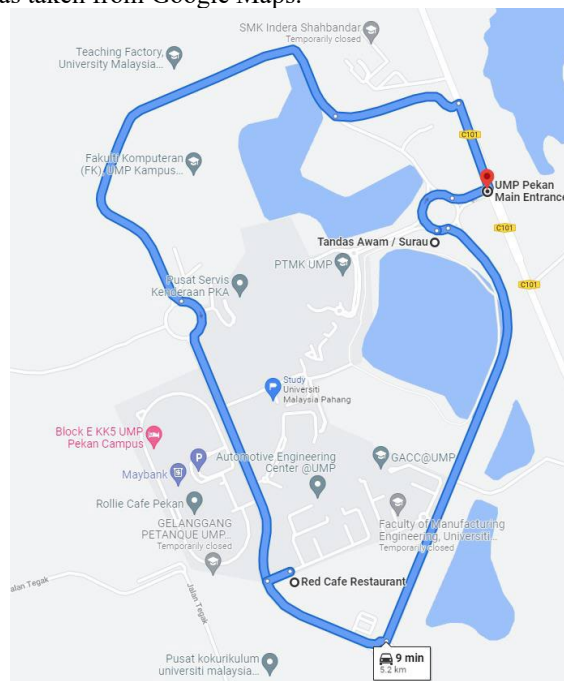 as taken from Google Maps.
SMK Indera Shahbandar
Temporarily closed
Teaching Factory,
University Malaysia...
C101
Fakulti Komputeran
(FK), UMP Kampus...
UMP Pekan
Main Entrance
C101
Tandas Awam / Surau
PTMK UMP
Pusat Servis
Kenderaan PKA
C101
Study
Universiti
Malaysia Pahang
Block E KK5 UMP
Pekan Campus
P
Maybank
Automotive Engineering
Center @UMP
GACC@UMP
Rollie Cafe Pekan
GELANGGANG
PETANQUE UMP...
Temporarily closed
Faculty of Manufacturing
Engineering, Universiti...
Temporarily closed
Red Cafe Restaurant
alan Tegak
Jalan Tegak
9 min
5.2 km
Pusat kokurikulum
universiti malaysia...